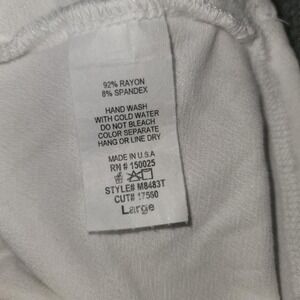 92% RAYON
8% SPANDEX
HAND WASH
WITH COLD WATER
DO NOT BLEACH
COLOR SEPARATE
HANG OR LINE DRY
MADE IN U.S.A
RN # 150025
STYLE# M8483T
CUT# 17560
Large